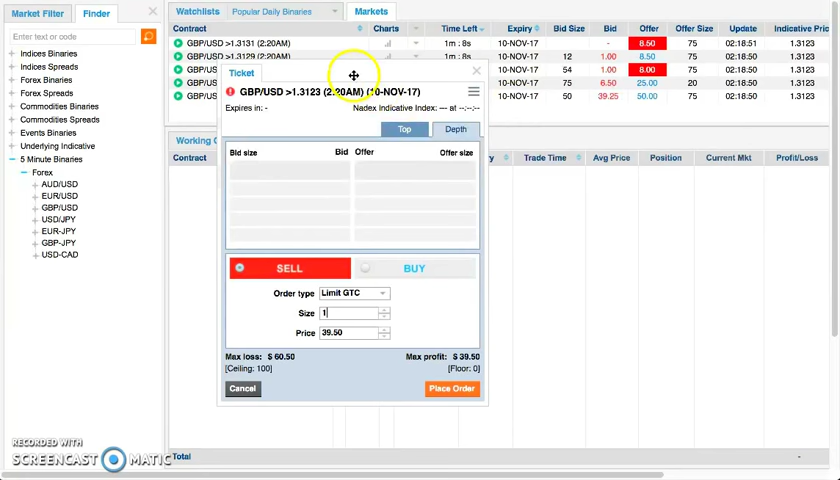 Market Filter
Finder
Watchlists
Popular Daily Binaries
Markets
Enter text or code
Contract
Charts
Time Left
Expiry
Bid Size
Bid
Offer
Offer Size
Update
Indicative Price
GBP/USD >1.3131 (2:20AM) 1m : 8s 10-NOV-17 - 8.50 75 02:18:51 1.3123
GBP/USD >1.3129 (2:20AM) 1m : 8s 10-NOV-17 12 1.00 8.50 75 02:18:50 1.3123
10-NOV-17 54 1.00 8.00 75 02:18:50 1.3123
10-NOV-17 75 6.50 25.00 20 02:18:50 1.3123
10-NOV-17 50 39.25 50.00 75 02:18:50 1.3123
Indices Binaries
Indices Spreads
Forex Binaries
Forex Spreads
Commodities Binaries
Commodities Spreads
Events Binaries
Underlying Indicative
5 Minute Binaries
Forex
AUD/USD
EUR/USD
GBP/USD
USD/JPY
EUR-JPY
GBP-JPY
USD-CAD
Contract
Trade Time
Avg Price
Position
Current Mkt
Profit/Loss
Ticket
GBP/USD >1.3123 (2:20AM) (10-NOV-17)
Expires in: -
Nadex Indicative Index: --- at --:--:--
Top
Depth
Bid size
Bid
Offer
Offer size
SELL
BUY
Order type
Limit GTC
Size
1
Price
39.50
Max loss: $ 60.50
Max profit: $ 39.50
[Ceiling: 100]
[Floor: 0]
Cancel
Place Order
Total
-
RECORDED WITH
SCREENCAST MATIC